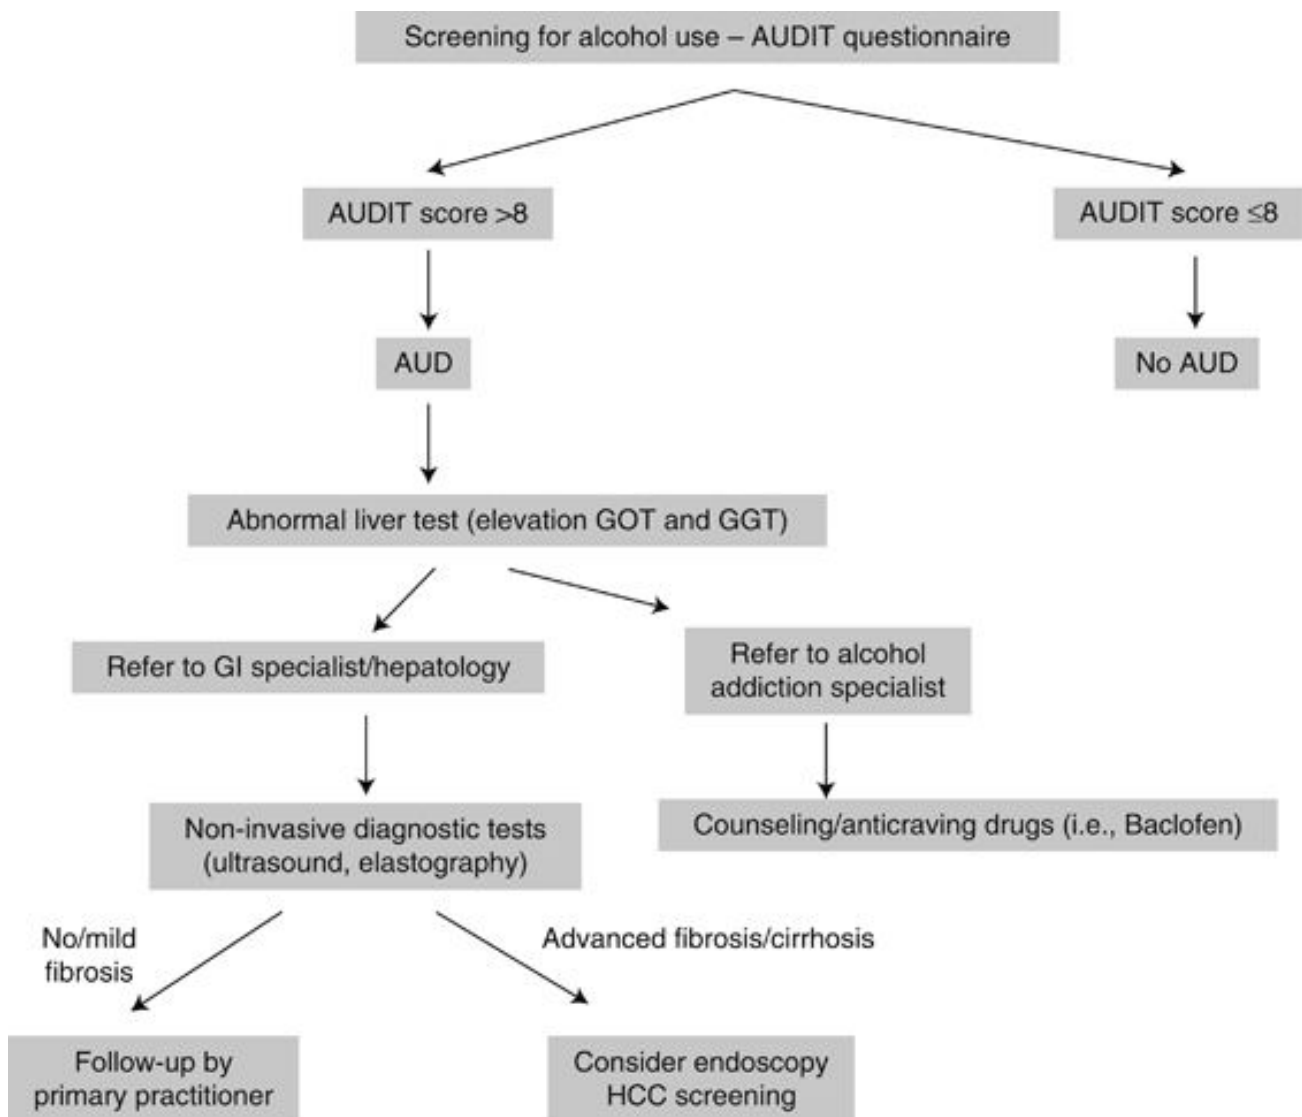 Screening for alcohol use – AUDIT questionnaire
AUDIT score >8
AUDIT score ≤8
AUD
No AUD
Abnormal liver test (elevation GOT and GGT)
Refer to GI specialist/hepatology
Refer to alcohol
addiction specialist
Non-invasive diagnostic tests
(ultrasound, elastography)
Counseling/anticraving drugs (i.e., Baclofen)
No/mild
fibrosis
Advanced fibrosis/cirrhosis
Follow-up by
primary practitioner
Consider endoscopy
HCC screening